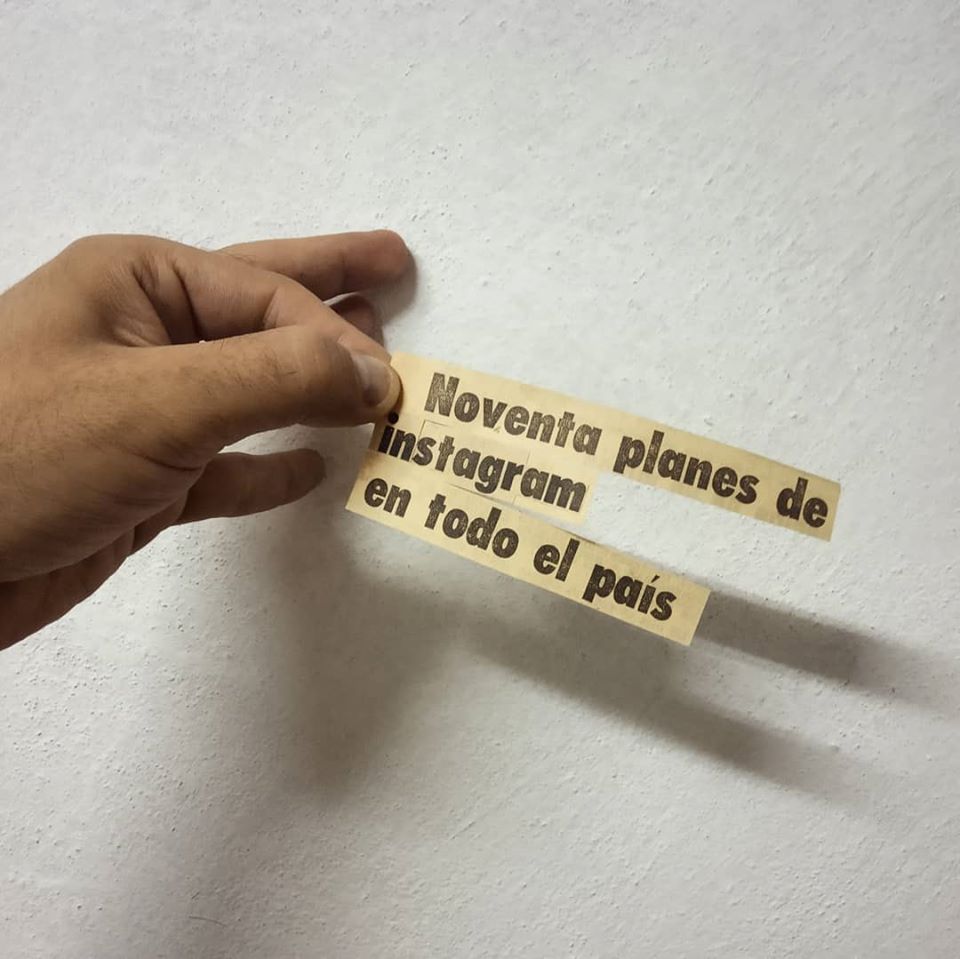 Noventa planes de
instagram
en todo el país